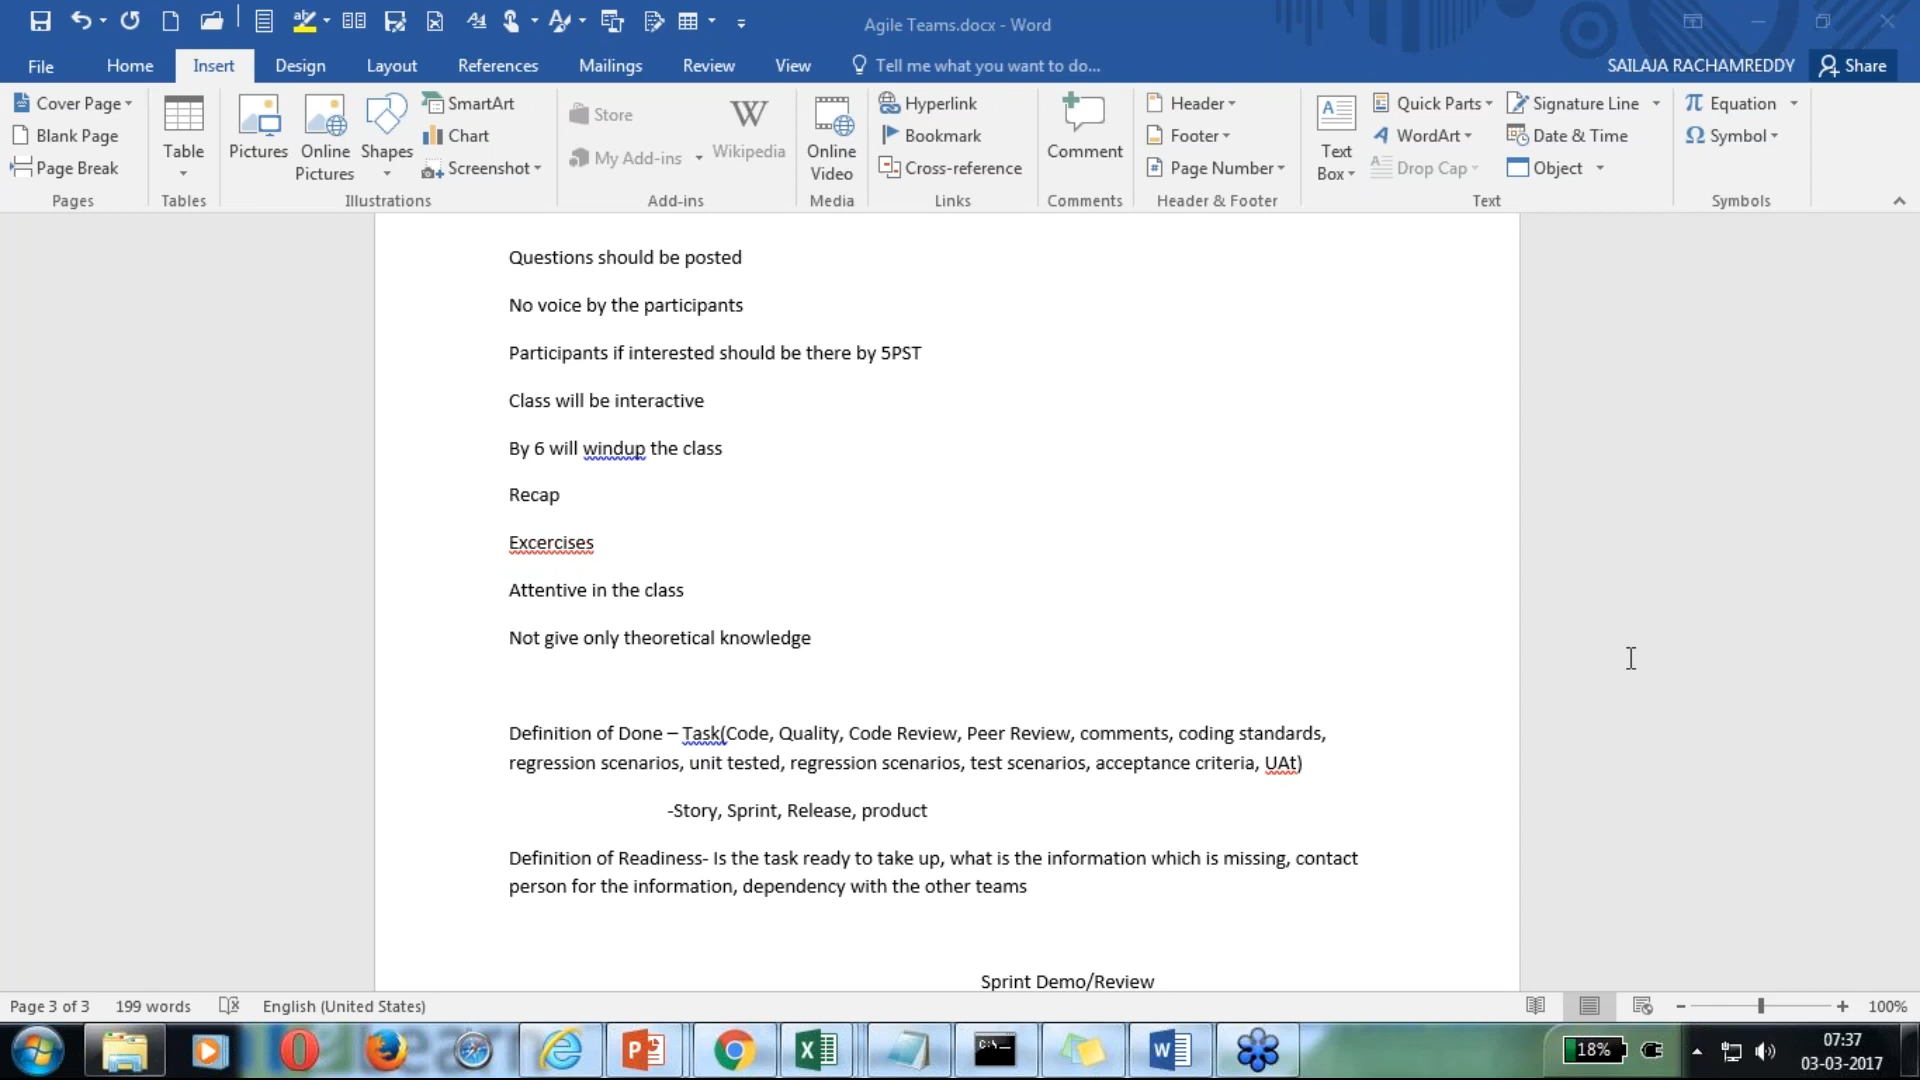 Agile Teams.docx - Word
File Home Insert Design Layout References Mailings Review View Tell me what you want to do... SAILAJA RACHAMREDDY Share
Cover Page
Blank Page
Page Break
Pages
Table
Tables
Pictures
Online Pictures
Shapes
SmartArt
Chart
Screenshot
Illustrations
Store
My Add-ins
Wikipedia
Add-ins
Online Video
Media
Hyperlink
Bookmark
Cross-reference
Links
Comment
Comments
Header
Footer
Page Number
Header & Footer
Text Box
Quick Parts
WordArt
Drop Cap
Signature Line
Date & Time
Object
Text
Equation
Symbol
Symbols
Questions should be posted
No voice by the participants
Participants if interested should be there by 5PST
Class will be interactive
By 6 will windup the class
Recap
Excercises
Attentive in the class
Not give only theoretical knowledge
Definition of Done – Task(Code, Quality, Code Review, Peer Review, comments, coding standards,
regression scenarios, unit tested, regression scenarios, test scenarios, acceptance criteria, UAt)
-Story, Sprint, Release, product
Definition of Readiness- Is the task ready to take up, what is the information which is missing, contact
person for the information, dependency with the other teams
Sprint Demo/Review
Page 3 of 3 199 words English (United States) 100%
18% 07:37
03-03-2017